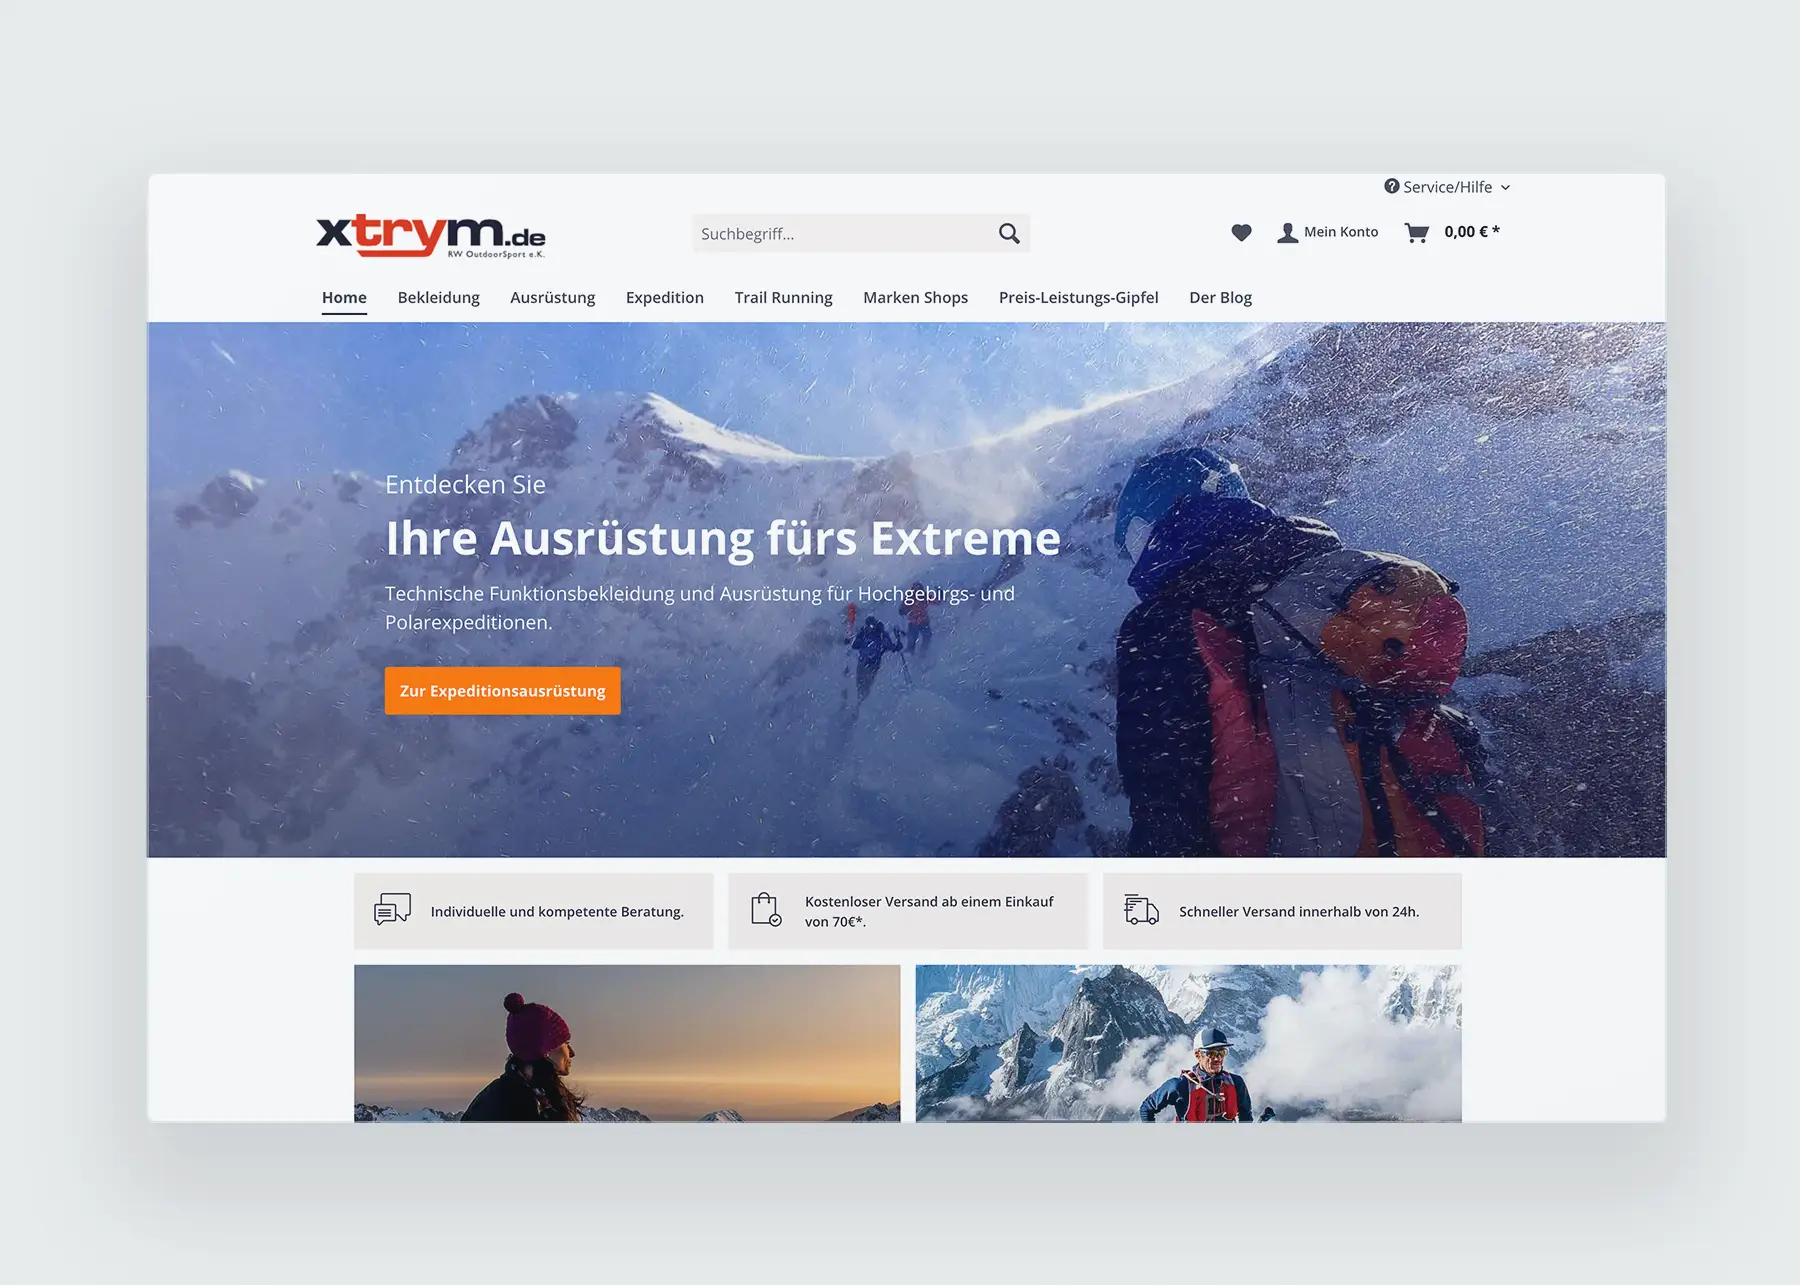 Service/Hilfe
xtrym.de
RW OutdoorSport e.K.
Suchbegriff...
Mein Konto
0,00 € *
Home
Bekleidung
Ausrüstung
Expedition
Trail Running
Marken Shops
Preis-Leistungs-Gipfel
Der Blog
Entdecken Sie
Ihre Ausrüstung fürs Extreme
Technische Funktionsbekleidung und Ausrüstung für Hochgebirgs- und
Polarexpeditionen.
Zur Expeditionsausrüstung
Individuelle und kompetente Beratung.
Kostenloser Versand ab einem Einkauf
von 70€*.
Schneller Versand innerhalb von 24h.